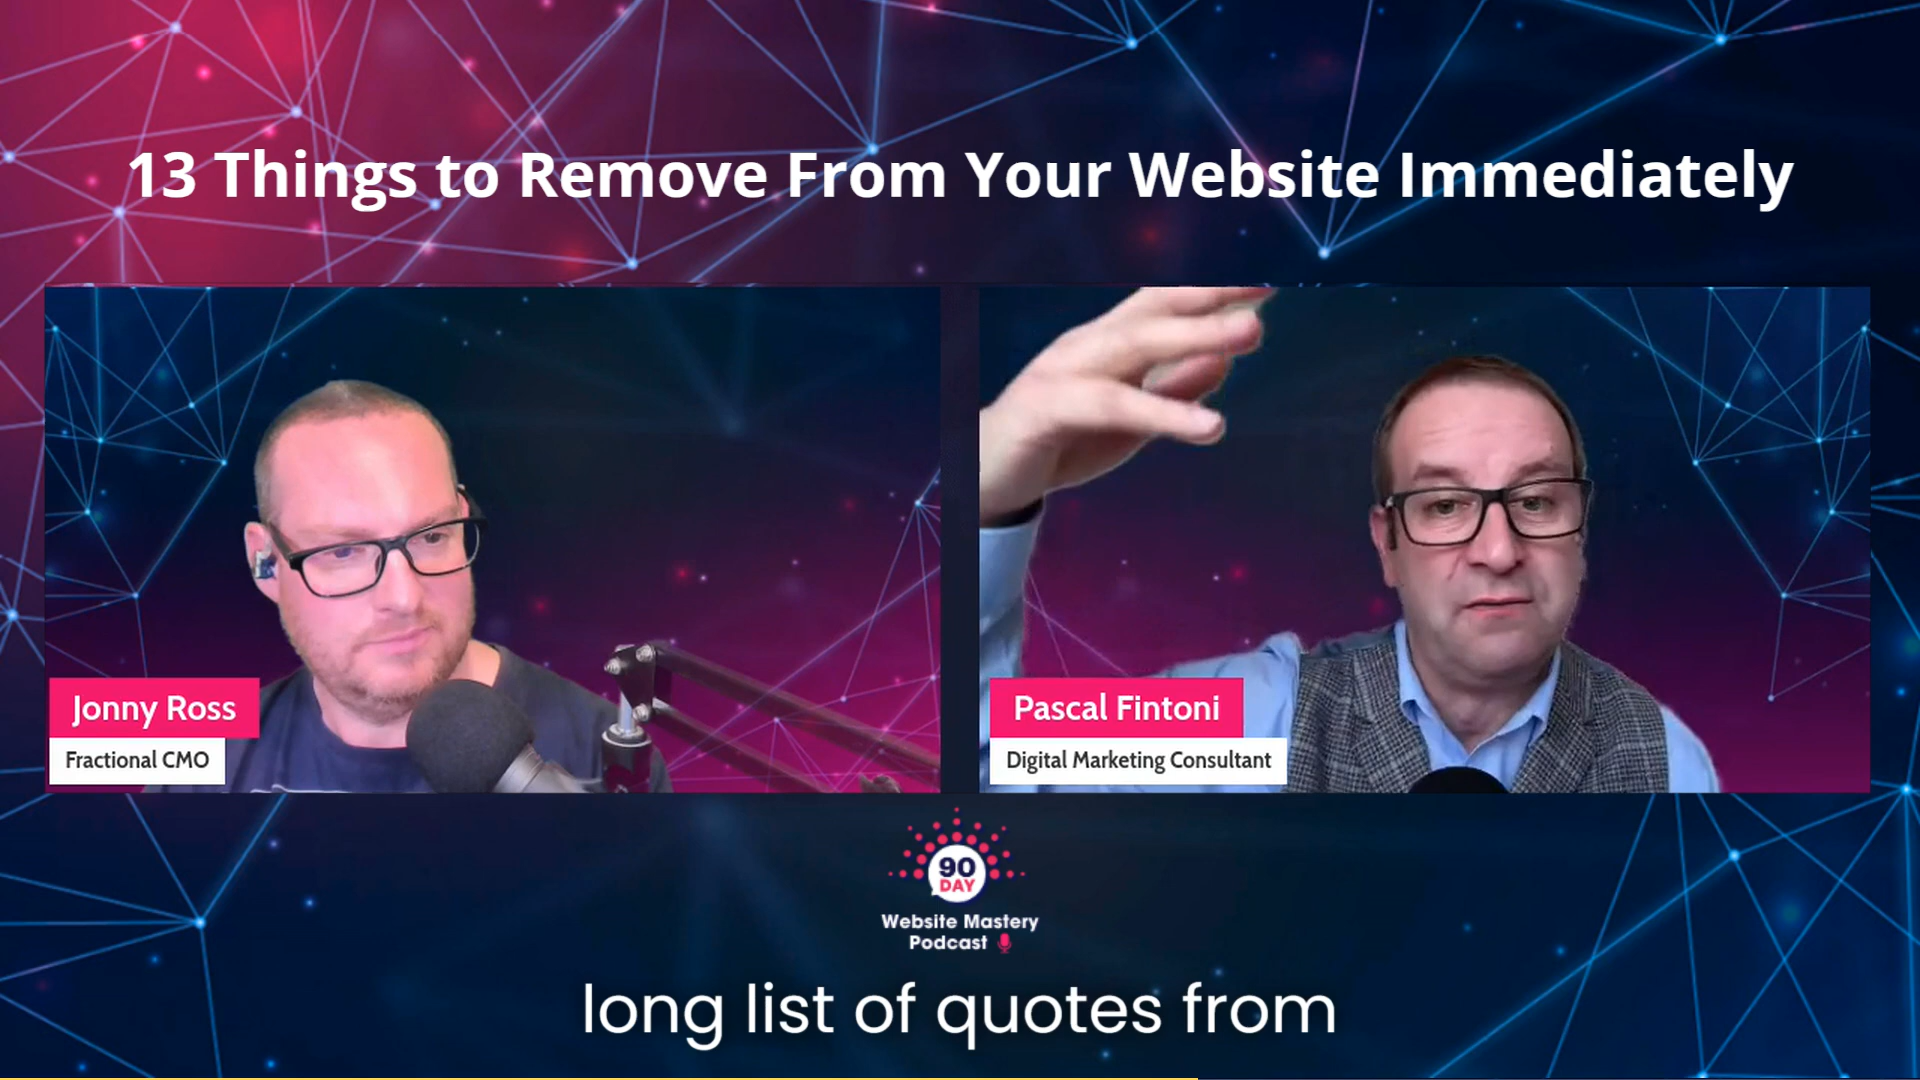 13 Things to Remove From Your Website Immediately
Jonny Ross
Fractional CMO
Pascal Fintoni
Digital Marketing Consultant
90
DAY
Website Mastery
Podcast
long list of quotes from